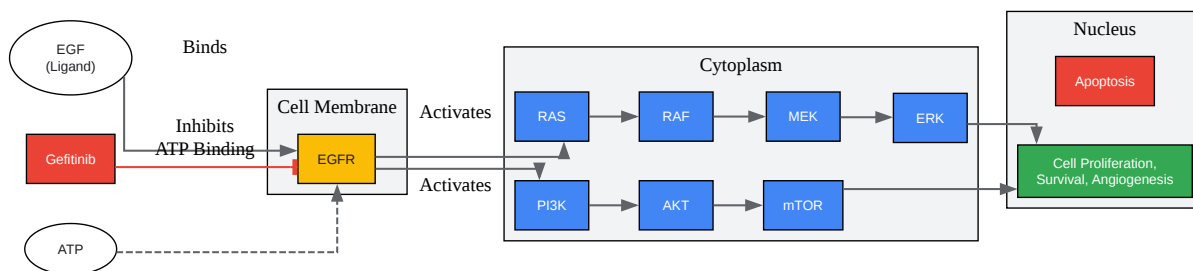 EGF
(Ligand)
Binds
Gefitinib
Inhibits
ATP Binding
ATP
Cell Membrane
EGFR
Activates
Activates
Cytoplasm
RAS
RAF
MEK
ERK
PI3K
AKT
mTOR
Nucleus
Apoptosis
Cell Proliferation,
Survival, Angiogenesis